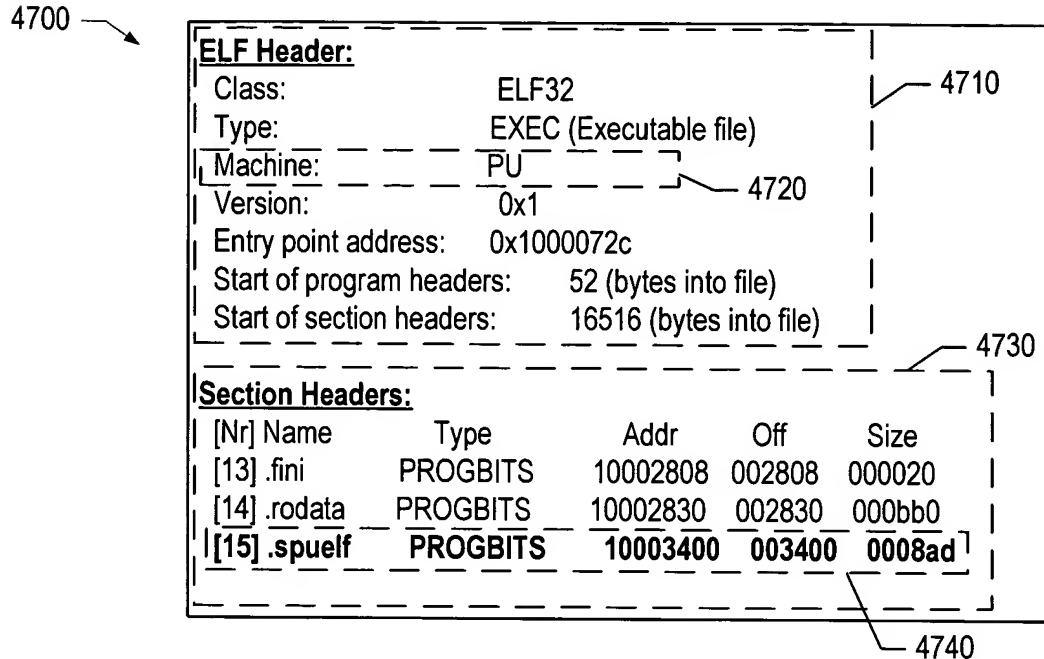 4700
ELF Header:
Class: ELF32
4710
Type: EXEC (Executable file)
Machine: PU
4720
Version: 0x1
Entry point address: 0x1000072c
Start of program headers: 52 (bytes into file)
Start of section headers: 16516 (bytes into file)
4730
Section Headers:
[Nr] Name Type Addr Off Size
[13] .fini PROGBITS 10002808 002808 000020
[14] .rodata PROGBITS 10002830 002830 000bb0
[15] .spuelf PROGBITS 10003400 003400 0008ad
4740